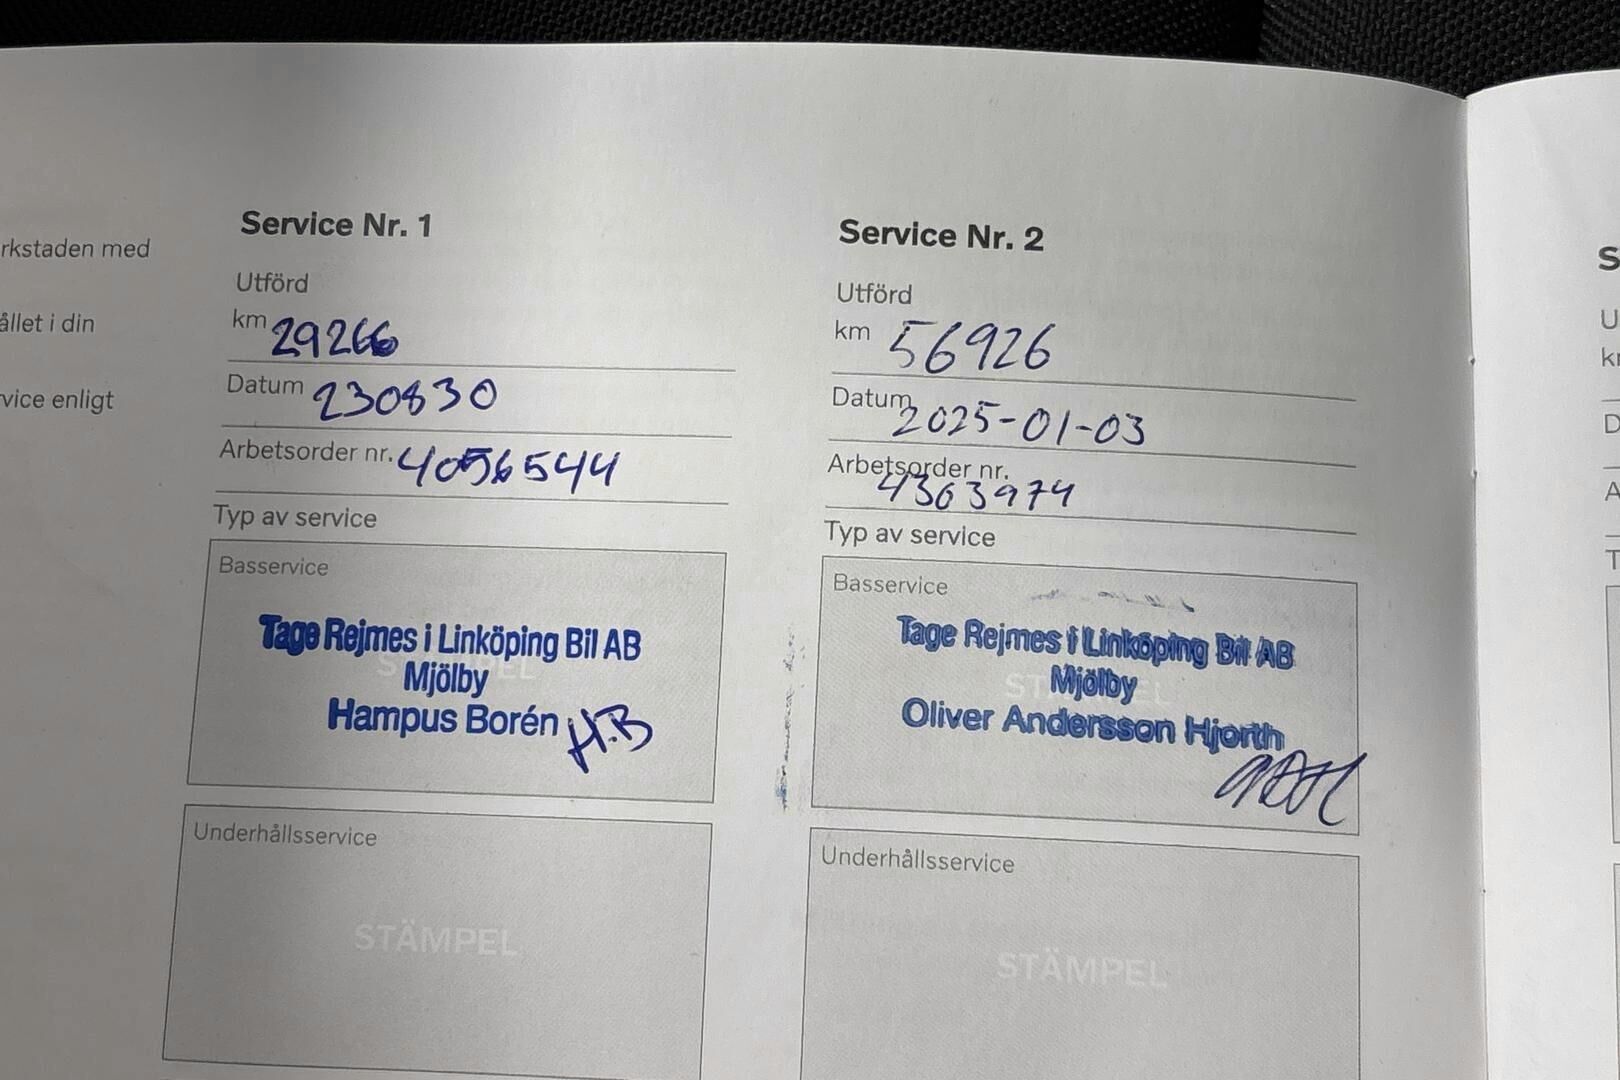 rkstaden med
ållet i din
vice enligt
Service Nr. 1
Utförd
km 29266
Datum 230830
Arbetsorder nr. 4056544
Typ av service
Basservice
Tage Rejmes i Linköping Bil AB
Mjölby
Hampus Borén H.B
Underhållsservice
STÄMPEL
Service Nr. 2
Utförd
km 56926
Datum 2025-01-03
Arbetsorder nr. 4363974
Typ av service
Basservice
STÄMPEL
Tage Rejmes i Linköping Bil AB
Mjölby
Oliver Andersson Hjorth
Underhållsservice
STÄMPEL
S
U
D
A
T